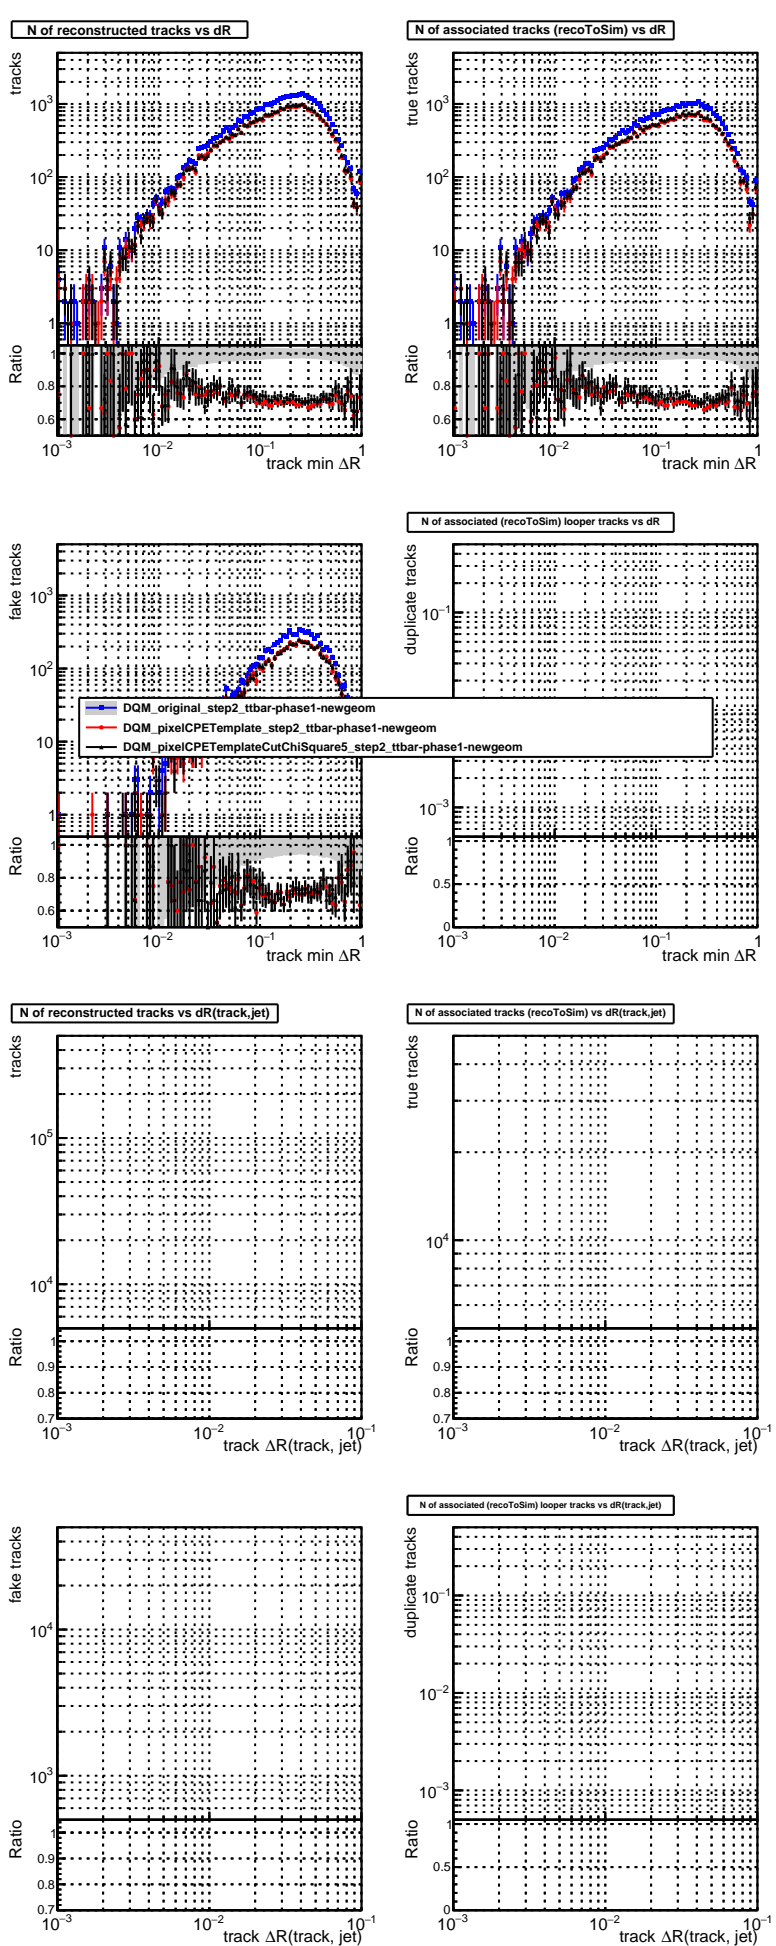 N of reconstructed tracks vs dR
tracks
10³
10²
10
1
Ratio
1
0.8
0.6
10⁻³ 10⁻² 10⁻¹ 1
track min ΔR
N of associated tracks (recoToSim) vs dR
true tracks
10³
10²
10
1
Ratio
1
0.8
0.6
10⁻³ 10⁻² 10⁻¹ 1
track min ΔR
fake tracks
10³
10²
10
1
Ratio
1
0.8
0.6
10⁻³ 10⁻² 10⁻¹ 1
track min ΔR
N of associated (recoToSim) looper tracks vs dR
duplicate tracks
10⁻¹
10⁻³
Ratio
1
0.5
0
10⁻³ 10⁻² 10⁻¹ 1
track min ΔR
DQM_original_step2_ttbar-phase1-newgeom
DQM_pixelCPETemplate_step2_ttbar-phase1-newgeom
DQM_pixelCPETemplateCutChiSquare5_step2_ttbar-phase1-newgeom
N of reconstructed tracks vs dR(track,jet)
tracks
10⁵
10⁴
Ratio
1
0.9
0.8
0.7
10⁻³ 10⁻² 10⁻¹
track ΔR(track, jet)
N of associated tracks (recoToSim) vs dR(track,jet)
true tracks
10⁴
Ratio
1
0.9
0.8
0.7
10⁻³ 10⁻² 10⁻¹
track ΔR(track, jet)
fake tracks
10⁴
10³
Ratio
1
0.9
0.8
0.7
10⁻³ 10⁻² 10⁻¹
track ΔR(track, jet)
N of associated (recoToSim) looper tracks vs dR(track,jet)
duplicate tracks
10⁻¹
10⁻²
10⁻³
Ratio
1
0.5
0
10⁻³ 10⁻² 10⁻¹
track ΔR(track, jet)